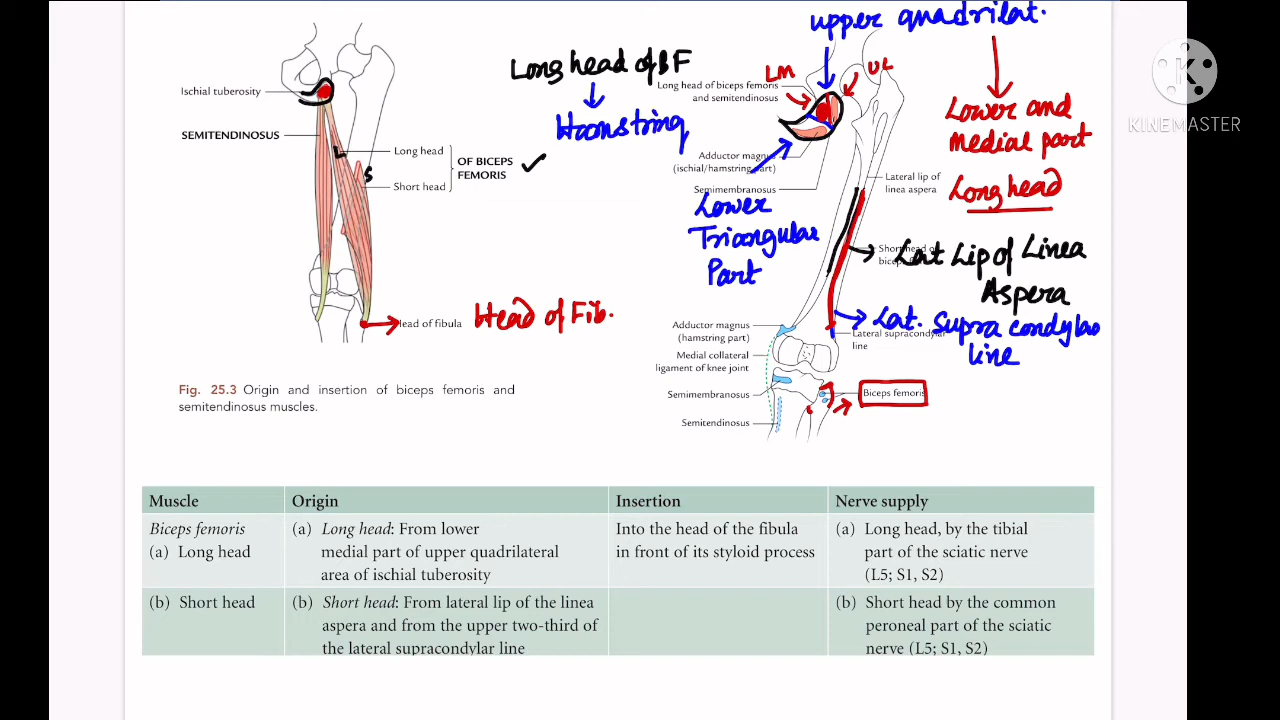 upper quadrilat.
Long head of BF
Hamstring
LM
UL
Ischial tuberosity
SEMITENDINOSUS
Long head
Short head
OF BICEPS
FEMORIS
L
S
Head of fibula
Head of Fib.
Long head of biceps femoris
and semitendinosus
Adductor magnus
(ischial/hamstring part)
Semimembranosus
Lower
Triangular
Part
Lower and
Medial part
Long head
Lateral lip of
linea aspera
Short head of
Lat Lip of Linea
Aspera
Lat. Supra condylar
line
Lateral supracondylar
line
Adductor magnus
(hamstring part)
Medial collateral
ligament of knee joint
Semimembranosus
Semitendinosus
Biceps femoris
K
KINEMASTER
Fig. 25.3 Origin and insertion of biceps femoris and
semitendinosus muscles.
Muscle Origin Insertion Nerve supply
Biceps femoris
(a) Long head
(a) Long head: From lower
medial part of upper quadrilateral
area of ischial tuberosity
Into the head of the fibula
in front of its styloid process
(a) Long head, by the tibial
part of the sciatic nerve
(L5; S1, S2)
(b) Short head
(b) Short head: From lateral lip of the linea
aspera and from the upper two-third of
the lateral supracondylar line
(b) Short head by the common
peroneal part of the sciatic
nerve (L5; S1, S2)